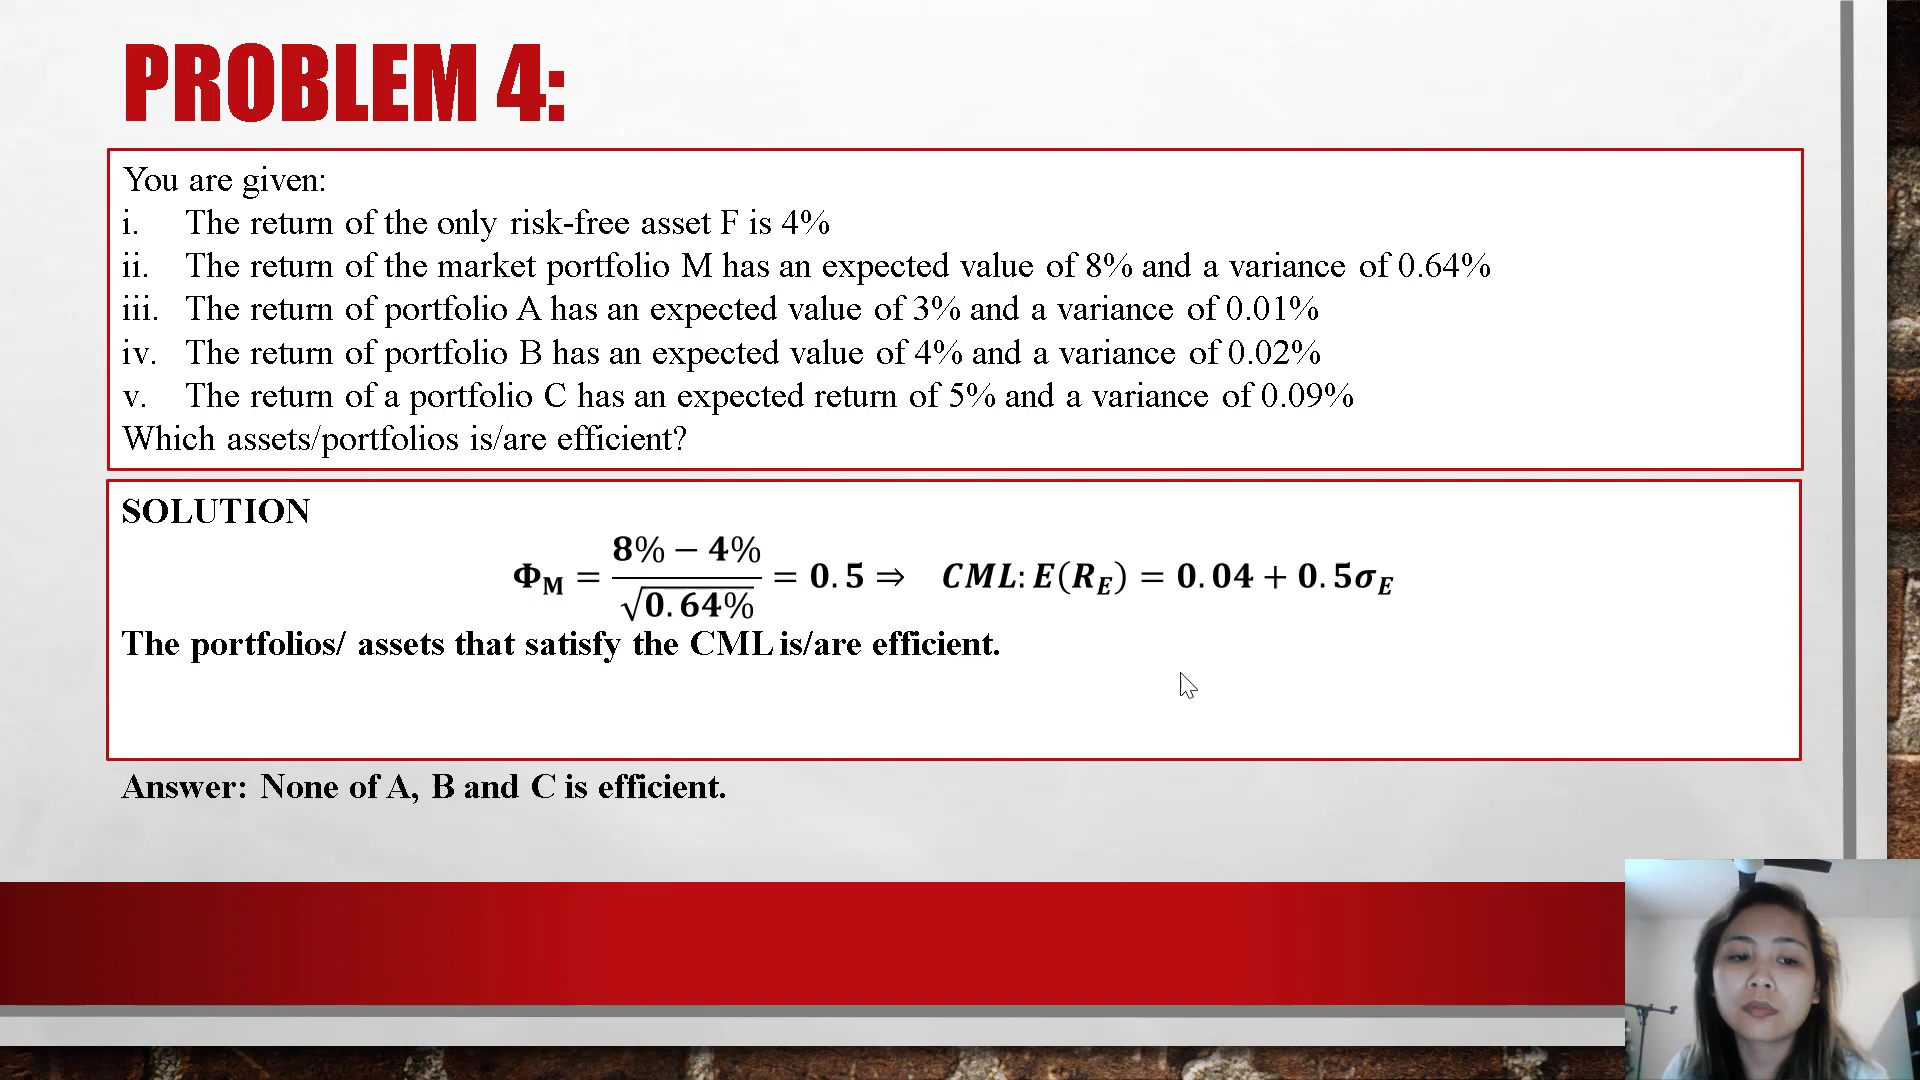 PROBLEM 4:
You are given:
i. The return of the only risk-free asset F is 4%
ii. The return of the market portfolio M has an expected value of 8% and a variance of 0.64%
iii. The return of portfolio A has an expected value of 3% and a variance of 0.01%
iv. The return of portfolio B has an expected value of 4% and a variance of 0.02%
v. The return of a portfolio C has an expected return of 5% and a variance of 0.09%
Which assets/portfolios is/are efficient?
SOLUTION
Φ_M = (8% − 4%)/√0.64% = 0.5 ⇒ CML: E(R_E) = 0.04 + 0.5σ_E
The portfolios/ assets that satisfy the CML is/are efficient.
Answer: None of A, B and C is efficient.